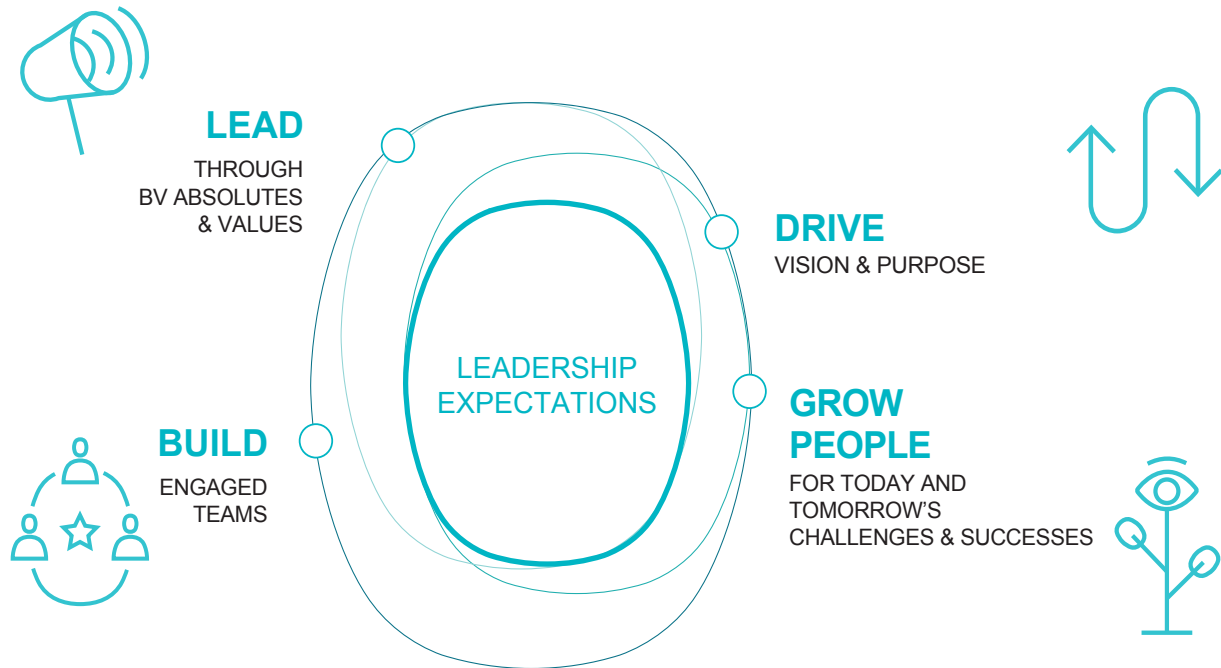 LEAD
THROUGH
BV ABSOLUTES
& VALUES
DRIVE
VISION & PURPOSE
LEADERSHIP
EXPECTATIONS
BUILD
ENGAGED
TEAMS
GROW
PEOPLE
FOR TODAY AND
TOMORROW'S
CHALLENGES & SUCCESSES